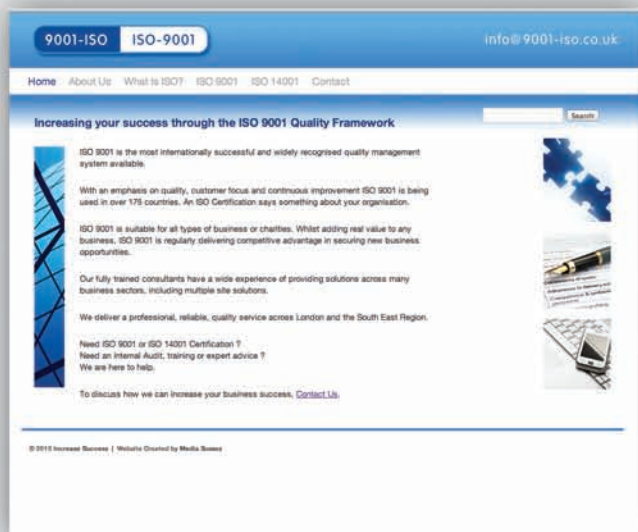 9001-ISO ISO-9001
info@9001-iso.co.uk
Home About Us What is ISO? ISO 9001 ISO 14001 Contact
Search
Increasing your success through the ISO 9001 Quality Framework
ISO 9001 is the most internationally successful and widely recognised quality management
system available.
With an emphasis on quality, customer focus and continuous improvement ISO 9001 is being
used in over 175 countries. An ISO Certification says something about your organisation.
ISO 9001 is suitable for all types of business or charities. Whilst adding real value to any
business, ISO 9001 is regularly delivering competitive advantage in securing new business
opportunities.
Our fully trained consultants have a wide experience of providing solutions across many
business sectors, including multiple site solutions.
We deliver a professional, reliable, quality service across London and the South East Region.
Need ISO 9001 or ISO 14001 Certification ?
Need an Internal Audit, training or expert advice ?
We are here to help.
To discuss how we can increase your business success, Contact Us.
© 2015 Increase Success | Website Created by Media Sussex